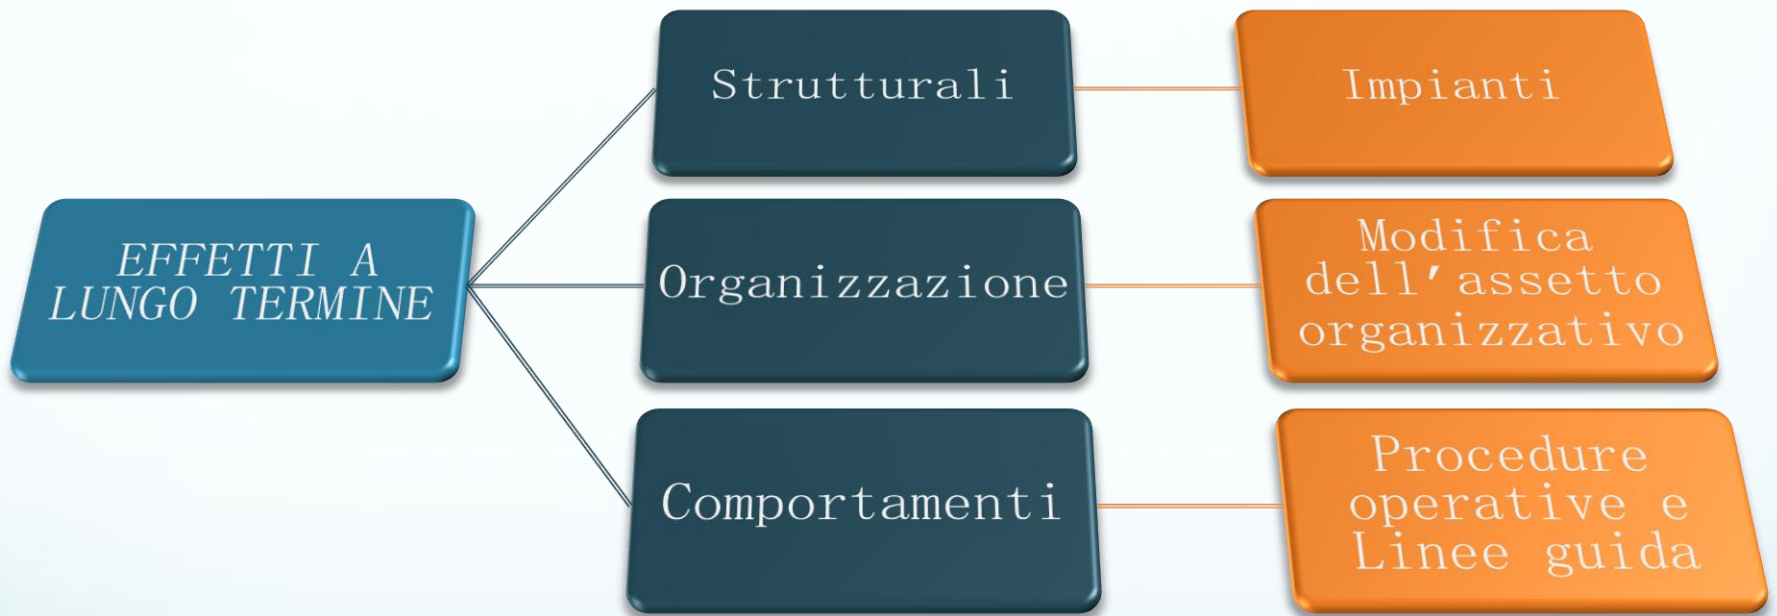 EFFETTI A
LUNGO TERMINE
Strutturali
Impianti
Organizzazione
Modifica
dell’assetto
organizzativo
Comportamenti
Procedure
operative e
Linee guida